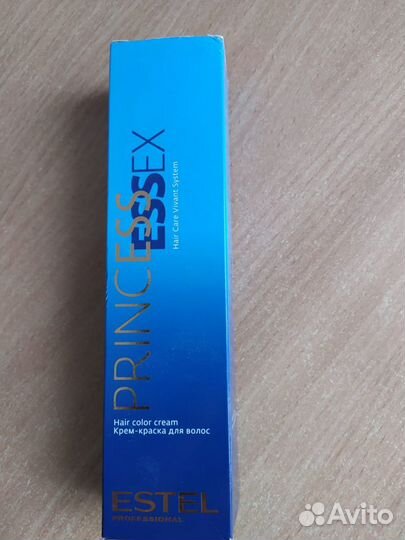 PRINCESS
ESSEX
Hair Care Vivant System
Hair color cream
Крем-краска для волос
ESTEL
PROFESSIONAL
Avito